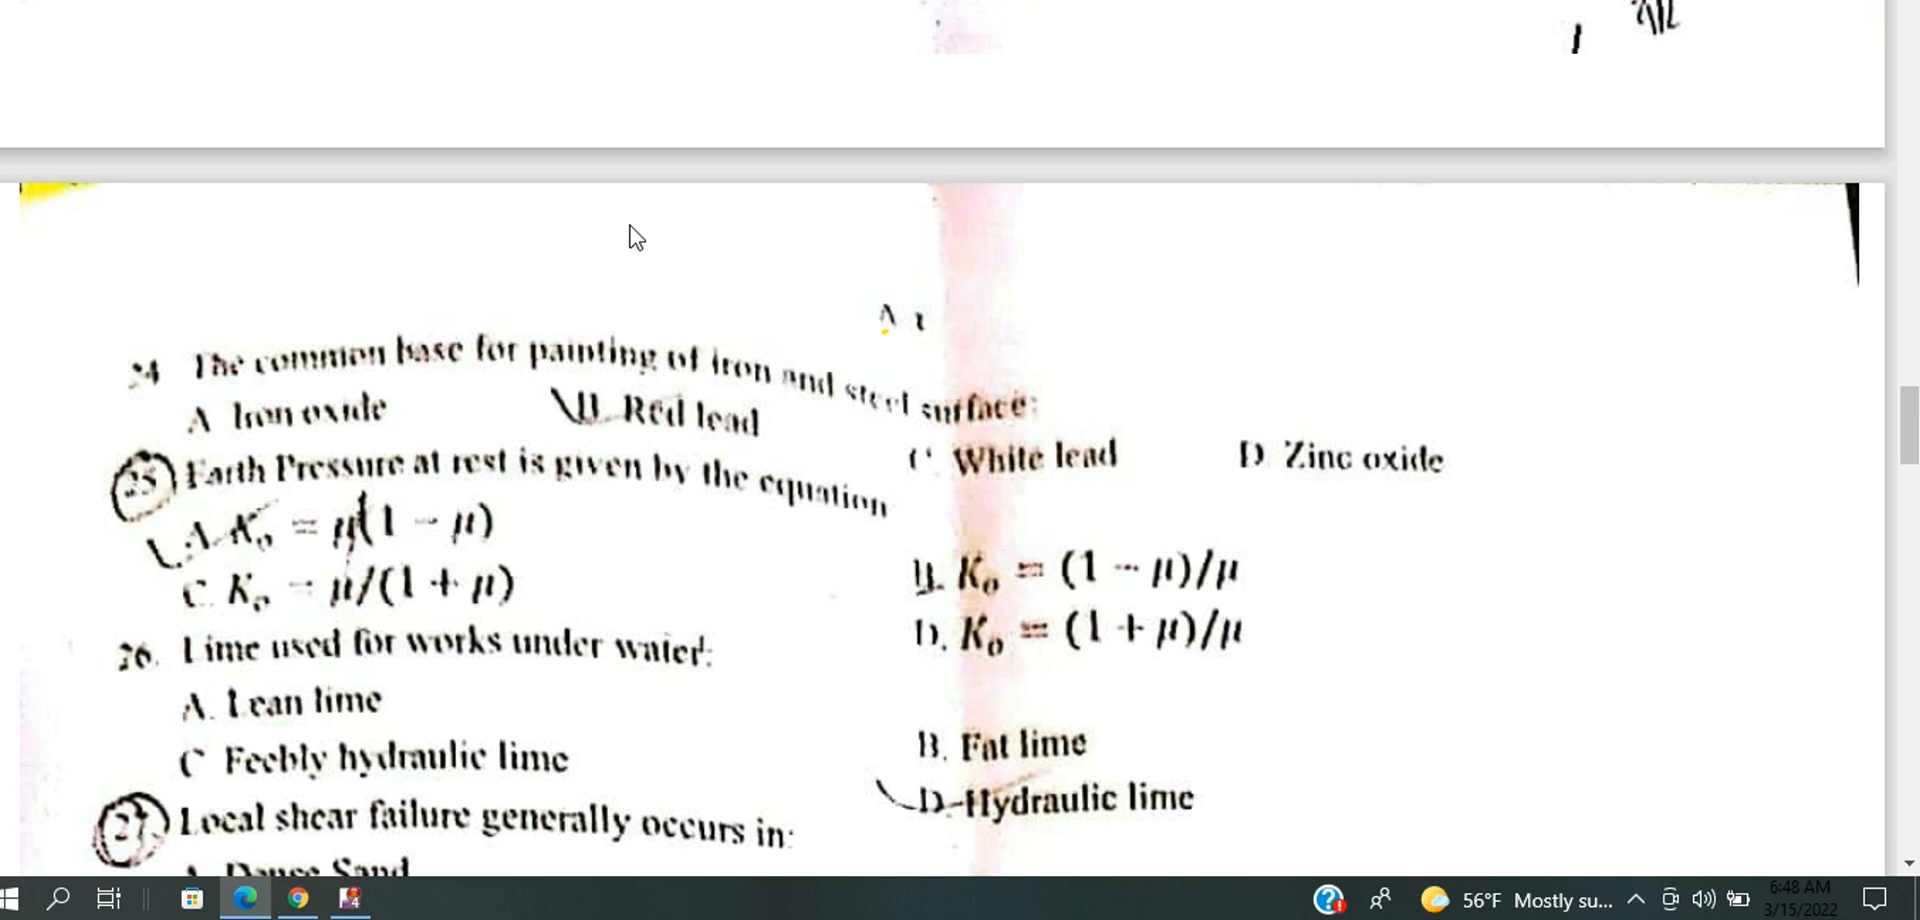 24 The common base for painting of iron and steel surface:
A Iron oxide B. Red lead C. White lead D Zinc oxide
25 Earth Pressure at rest is given by the equation
A. K₀ = μ(1 − μ)
B. K₀ = (1 − μ)/μ
C. K₀ = μ/(1 + μ)
D. K₀ = (1 + μ)/μ
26. Lime used for works under water:
A. Lean lime
B. Fat lime
C Feebly hydraulic lime
D. Hydraulic lime
27. Local shear failure generally occurs in:
A. Dense Sand
56°F Mostly su...
6:48 AM
3/15/2022